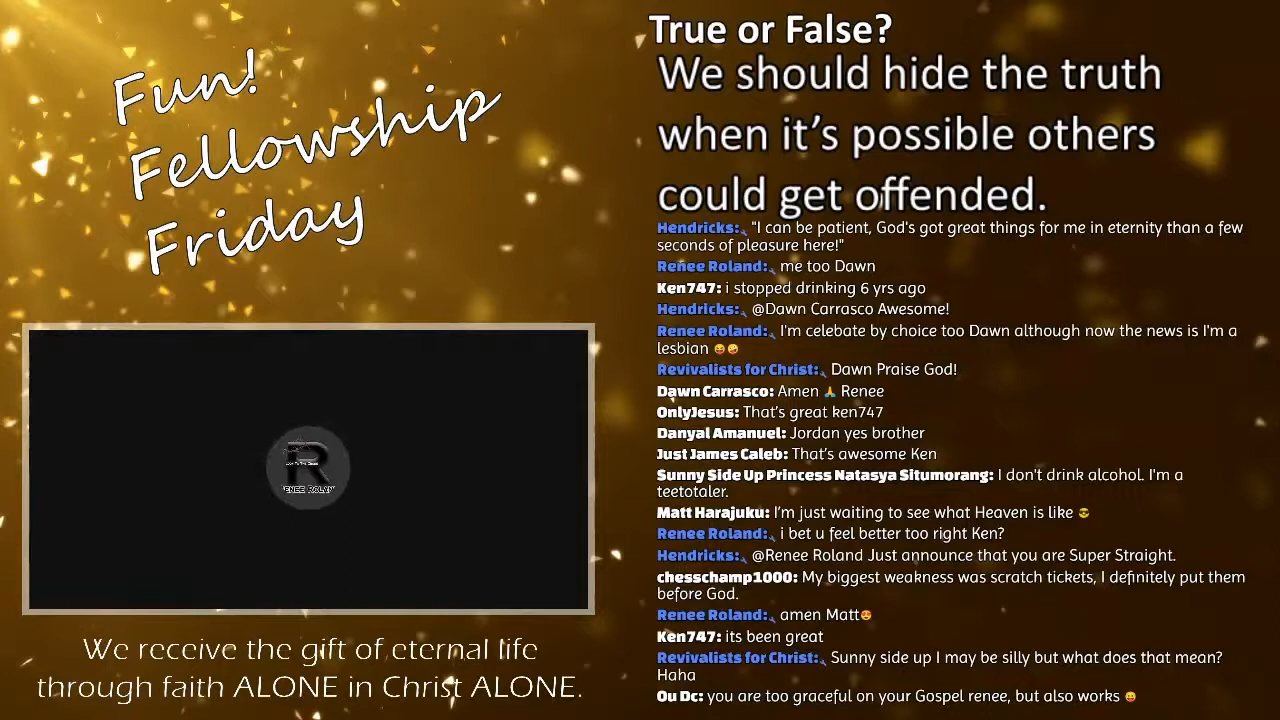 Fun!
Fellowship
Friday
RENEE ROLAN
We receive the gift of eternal life
through faith ALONE in Christ ALONE.
True or False?
We should hide the truth
when it’s possible others
could get offended.
Hendricks: "I can be patient, God's got great things for me in eternity than a few
seconds of pleasure here!"
Renee Roland: me too Dawn
Ken747: i stopped drinking 6 yrs ago
Hendricks: @Dawn Carrasco Awesome!
Renee Roland: I'm celebate by choice too Dawn although now the news is I'm a
lesbian 😝🤪
Revivalists for Christ: Dawn Praise God!
Dawn Carrasco: Amen 🙏 Renee
OnlyJesus: That's great ken747
Danyal Amanuel: Jordan yes brother
Just James Caleb: That's awesome Ken
Sunny Side Up Princess Natasya Situmorang: I don't drink alcohol. I'm a
teetotaler.
Matt Harajuku: I'm just waiting to see what Heaven is like 😎
Renee Roland: i bet u feel better too right Ken?
Hendricks: @Renee Roland Just announce that you are Super Straight.
chesschamp1000: My biggest weakness was scratch tickets, I definitely put them
before God.
Renee Roland: amen Matt😍
Ken747: its been great
Revivalists for Christ: Sunny side up I may be silly but what does that mean?
Haha
Ou Dc: you are too graceful on your Gospel renee, but also works 😛